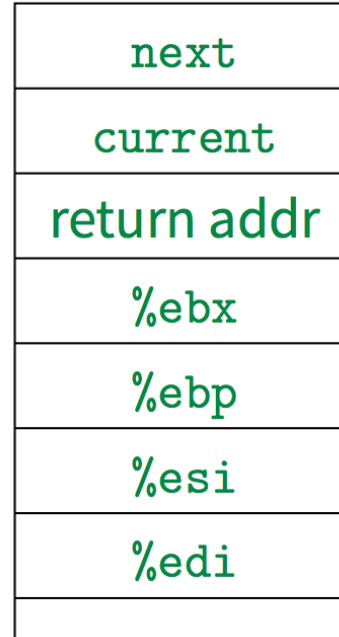 next
current
return addr
%ebx
%ebp
%esi
%edi